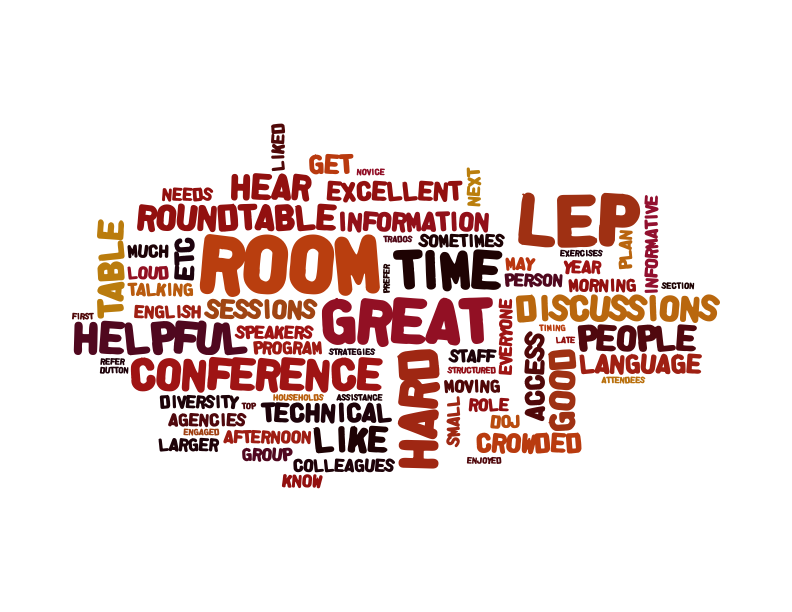 LIKED
GET
NOVICE
NEEDS
HEAR
EXCELLENT
NEXT
ROUNDTABLE
INFORMATION
LEP
INFORMATIVE
TABLE
MUCH
ETC
ROOM
TRADOS
SOMETIMES
PREFER
TIME
EXERCISES
PLAN
LOUD
TALKING
MAY
PERSON
YEAR
MORNING
SECTION
FIRST
ENGLISH
SESSIONS
GREAT
EVERYONE
DISCUSSIONS
HELPFUL
SPEAKERS
PROGRAM
STRATEGIES
TIMING
LATE
PEOPLE
REFER
DUTTON
CONFERENCE
HARD
STAFF
STRUCTURED
ACCESS
GOOD
LANGUAGE
ATTENDEES
DIVERSITY
TOP
HOUSEHOLDS
ASSISTANCE
MOVING
AGENCIES
TECHNICAL
SMALL
ROLE
ENGAGED
LARGER
AFTERNOON
LIKE
DOJ
CROWDED
GROUP
COLLEAGUES
ENJOYED
KNOW